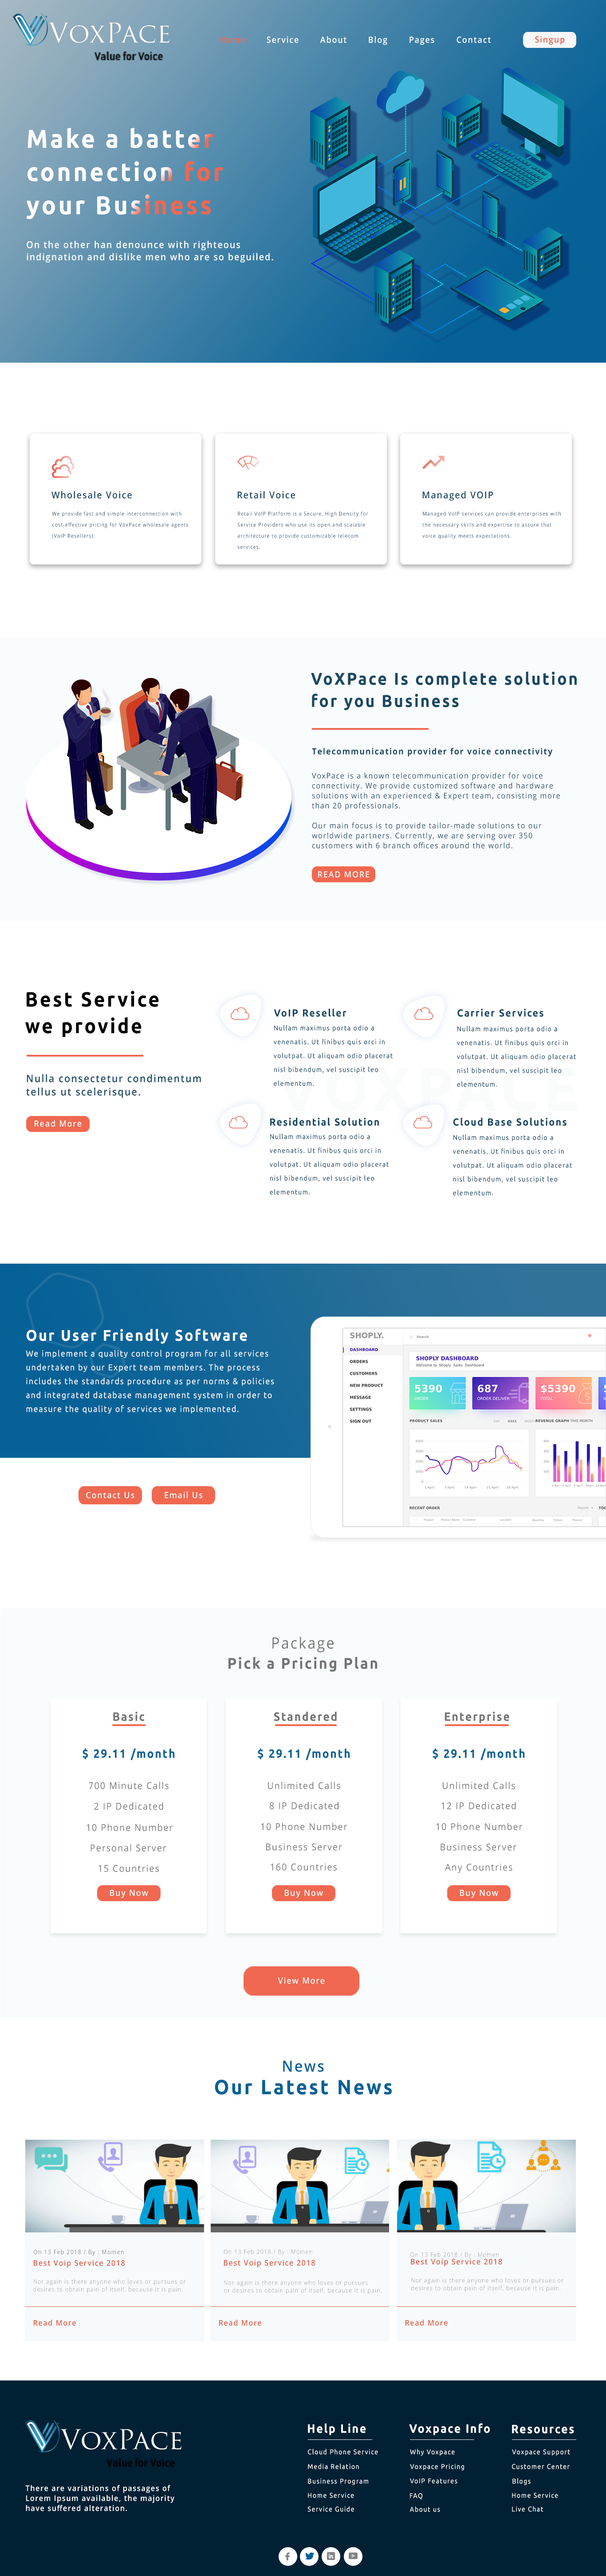 VOXPACE
Value for Voice
Home Service About Blog Pages Contact Singup
Make a batter
connection for
your Business
On the other han denounce with righteous
indignation and dislike men who are so beguiled.
Wholesale Voice
We provide fast and simple interconnection with
cost-effective pricing for VoxPace wholesale agents
(VoIP Resellers).
Retail Voice
Retail VoIP Platform is a Secure, High Density for
Service Providers who use its open and scalable
architecture to provide customizable telecom
services.
Managed VOIP
Managed VoIP services can provide enterprises with
the necessary skills and expertise to assure that
voice quality meets expectations.
VoXPace Is complete solution
for you Business
Telecommunication provider for voice connectivity
VoxPace is a known telecommunication provider for voice
connectivity. We provide customized software and hardware
solutions with an experienced & Expert team, consisting more
than 20 professionals.
Our main focus is to provide tailor-made solutions to our
worldwide partners. Currently, we are serving over 350
customers with 6 branch offices around the world.
READ MORE
Best Service
we provide
Nulla consectetur condimentum
tellus ut scelerisque.
Read More
VoIP Reseller
Nullam maximus porta odio a
venenatis. Ut finibus quis orci in
volutpat. Ut aliquam odio placerat
nisl bibendum, vel suscipit leo
elementum.
Carrier Services
Nullam maximus porta odio a
venenatis. Ut finibus quis orci in
volutpat. Ut aliquam odio placerat
nisl bibendum, vel suscipit leo
elementum.
Residential Solution
Nullam maximus porta odio a
venenatis. Ut finibus quis orci in
volutpat. Ut aliquam odio placerat
nisl bibendum, vel suscipit leo
elementum.
Cloud Base Solutions
Nullam maximus porta odio a
venenatis. Ut finibus quis orci in
volutpat. Ut aliquam odio placerat
nisl bibendum, vel suscipit leo
elementum.
Our User Friendly Software
We implement a quality control program for all services
undertaken by our Expert team members. The process
includes the standards procedure as per norms & policies
and integrated database management system in order to
measure the quality of services we implemented.
Contact Us
Email Us
SHOPLY.
DASHBOARD
ORDERS
CUSTOMERS
NEW PRODUCT
MESSAGE
SETTINGS
SIGN OUT
Search
SHOPLY DASHBOARD
Welcome to Shoply Sales Dashboard
5390
687
ORDER DELIVER
$5390
TOTAL
PRODUCT SALES
REVENUE GRAPH THIS MONTH
RECENT ORDER
Package
Pick a Pricing Plan
Basic
$ 29.11 /month
700 Minute Calls
2 IP Dedicated
10 Phone Number
Personal Server
15 Countries
Buy Now
Standered
$ 29.11 /month
Unlimited Calls
8 IP Dedicated
10 Phone Number
Business Server
160 Countries
Buy Now
Enterprise
$ 29.11 /month
Unlimited Calls
12 IP Dedicated
10 Phone Number
Business Server
Any Countries
Buy Now
View More
News
Our Latest News
On 13 Feb 2018 / By : Momen
Best Voip Service 2018
Nor again is there anyone who loves or pursues or
desires to obtain pain of itself, because it is pain.
Read More
On 13 Feb 2018 / By : Momen
Best Voip Service 2018
Nor again is there anyone who loves or pursues
or desires to obtain pain of itself, because it is pain.
Read More
On 13 Feb 2018 / By : Momen
Best Voip Service 2018
Nor again is there anyone who loves or pursues or
desires to obtain pain of itself, because it is pain.
Read More
VOXPACE
Value for Voice
There are variations of passages of
Lorem Ipsum available, the majority
have suffered alteration.
Help Line
Cloud Phone Service
Media Relation
Business Program
Home Service
Service Guide
Voxpace Info
Why Voxpace
Voxpace Pricing
VoIP Features
FAQ
About us
Resources
Voxpace Support
Customer Center
Blogs
Home Service
Live Chat